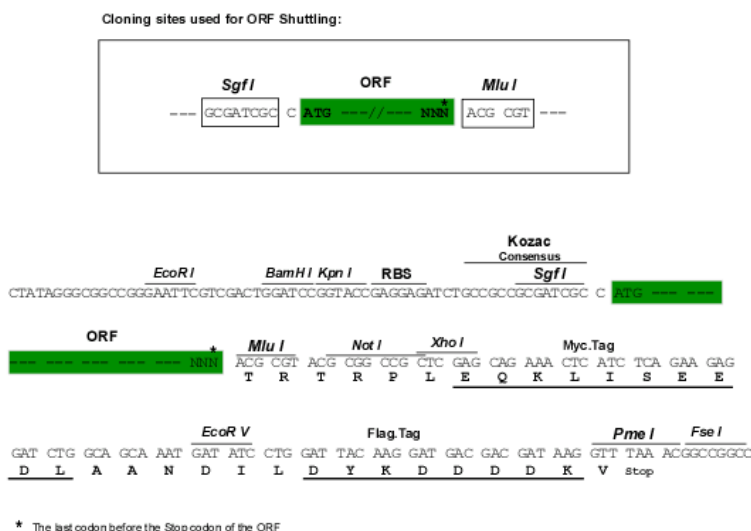 Cloning sites used for ORF Shuttling:
Sgf I ORF Mlu I
--- GCGATCGC C ATG ---//--- NNN* ACG CGT ---
Kozac
Consensus
EcoR I BamH I Kpn I RBS Sgf I
CTATAGGGCGGCCGGGAATTCGTCGACTGGATCCGGTACCGAGGAGATCTGCCGCCGCGATCGC C ATG --- ---
ORF Mlu I Not I Xho I Myc.Tag
--- --- --- --- --- --- NNN* ACG CGT ACG CGG CCG CTC GAG CAG AAA CTC ATC TCA GAA GAG
T R T R P L E Q K L I S E E
EcoR V Flag.Tag Pme I Fse I
GAT CTG GCA GCA AAT GAT ATC CTG GAT TAC AAG GAT GAC GAC GAT AAG GTT TAA ACGGCCGGCC
D L A A N D I L D Y K D D D D K V Stop
* The last codon before the Stop codon of the ORF